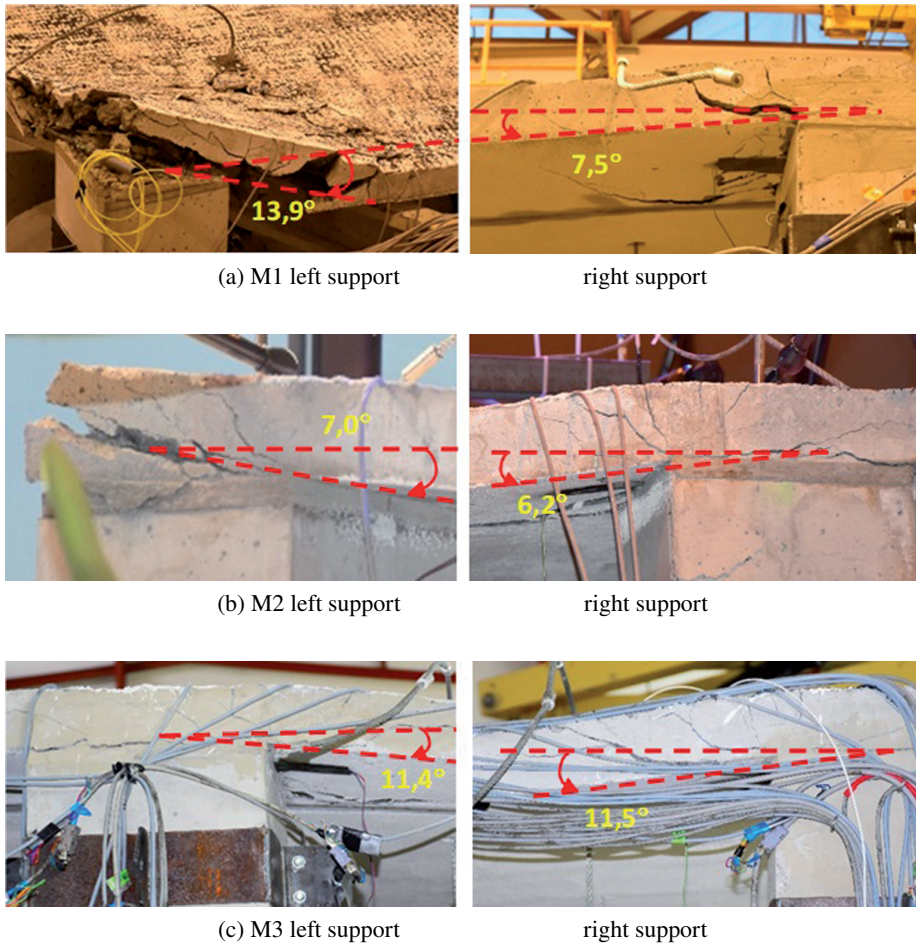 13,9°
7,5°
(a) M1 left support right support
7,0°
6,2°
(b) M2 left support right support
11,4°
11,5°
(c) M3 left support right support